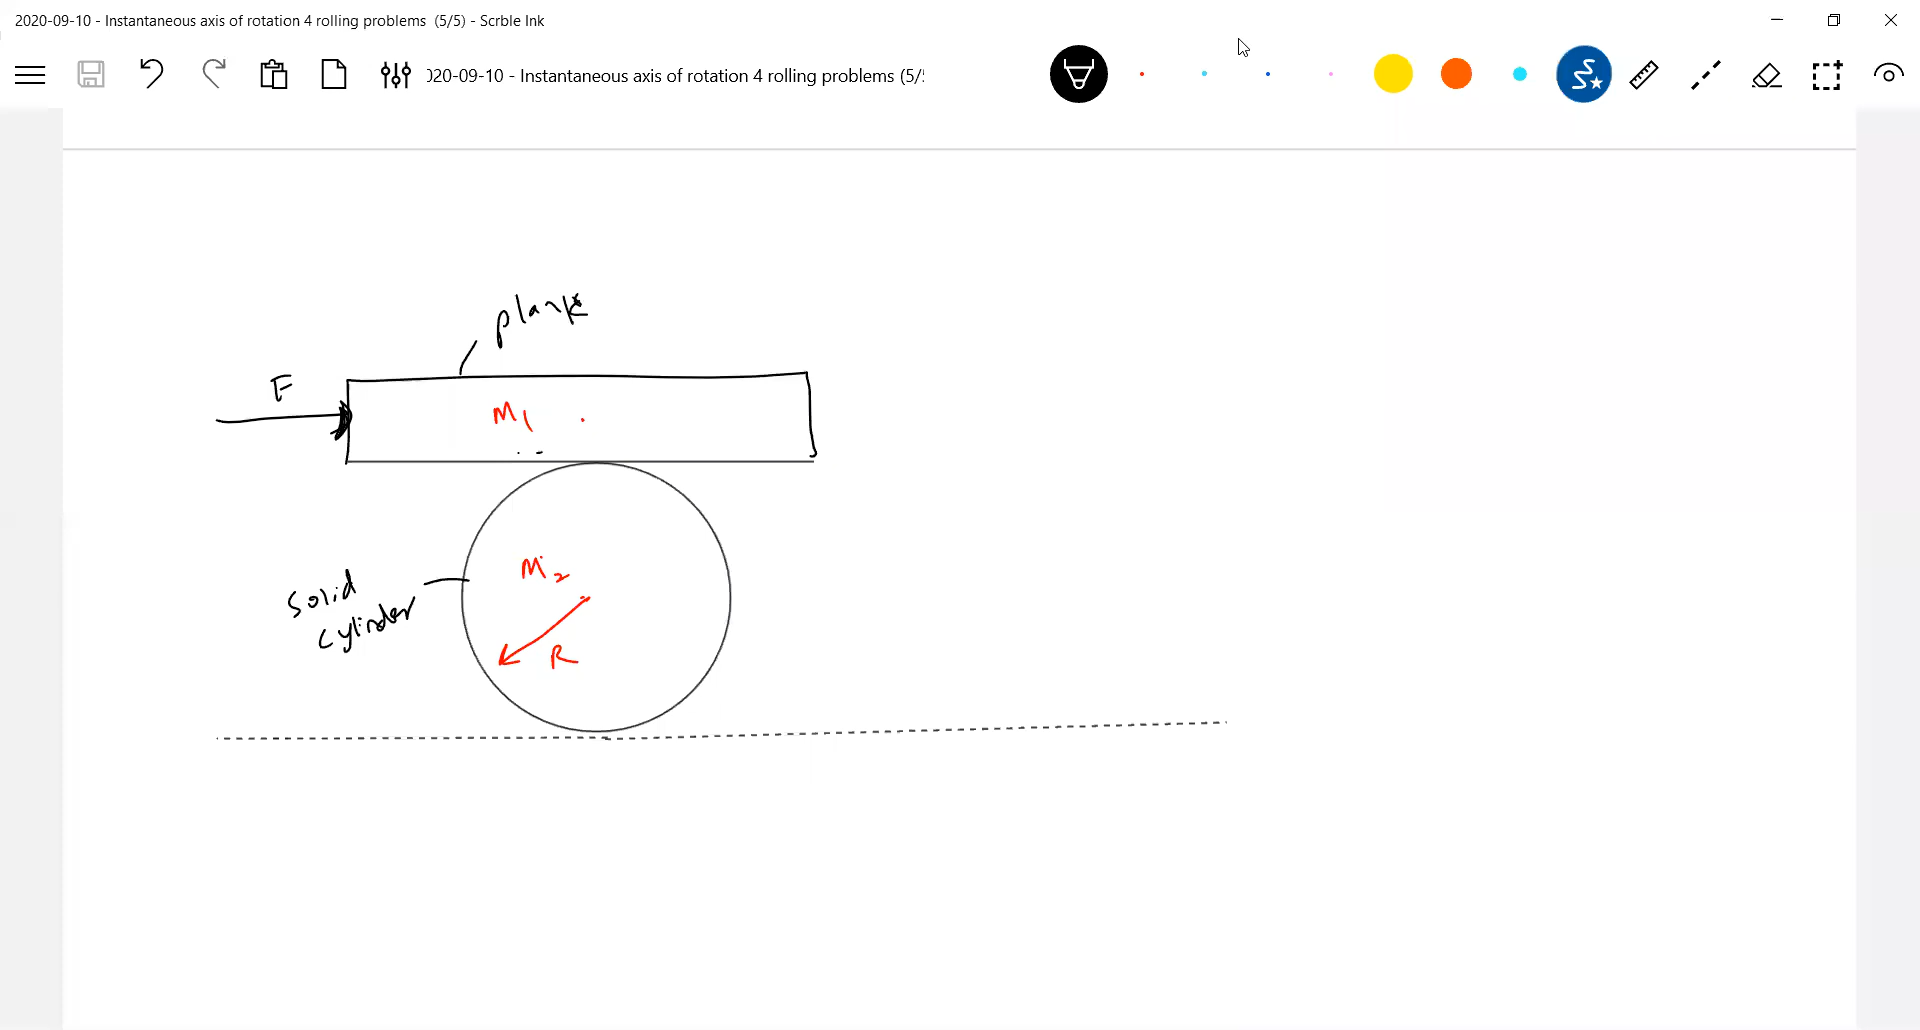 2020-09-10 - Instantaneous axis of rotation 4 rolling problems (5/5) - Scrble Ink
020-09-10 - Instantaneous axis of rotation 4 rolling problems (5/5
plank
F
M1
M2
Solid
cylinder
R